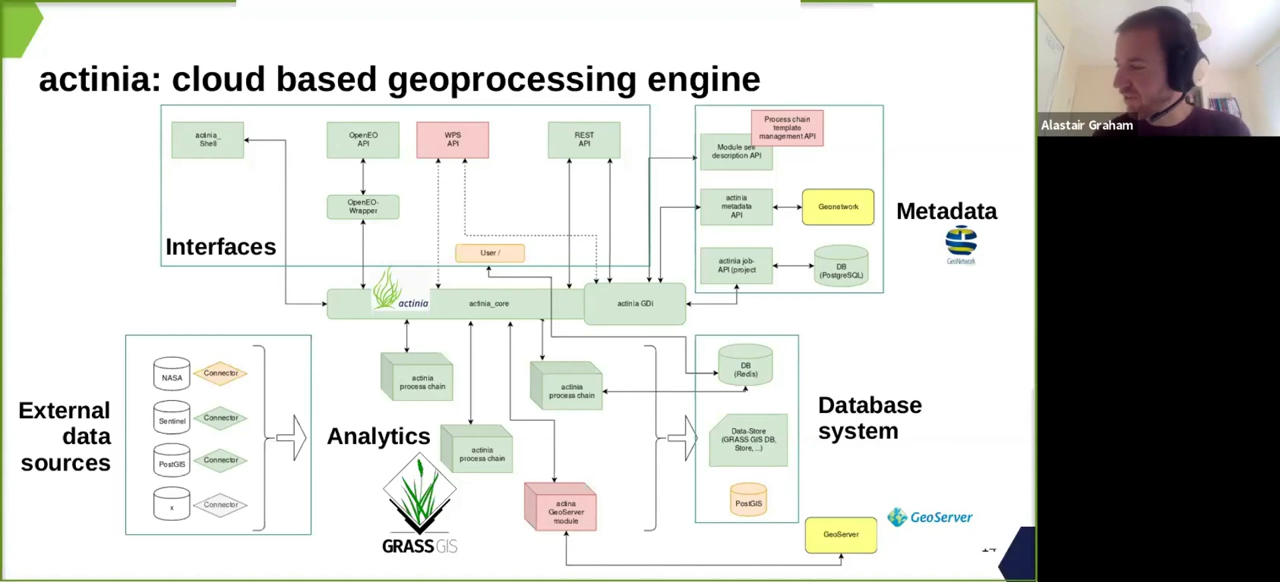 actinia: cloud based geoprocessing engine
Alastair Graham
actinia_
Shell
OpenEO
API
WPS
API
REST
API
OpenEO-
Wrapper
User /
Interfaces
Process chain
template
management API
Module self
description API
actinia
metadata
API
Geonetwork
actinia job-
API (project
DB
(PostgreSQL)
Metadata
GeoNetwork
actinia
actinia_core
actinia GDI
External
data
sources
NASA
Connector
Sentinel
Connector
PostGIS
Connector
x
Connector
Analytics
GRASS GIS
actinia
process chain
actinia
process chain
actinia
process chain
actinia
GeoServer
module
DB
(Redis)
Data-Store
(GRASS GIS DB,
Store, ...)
PostGIS
Database
system
GeoServer
GeoServer